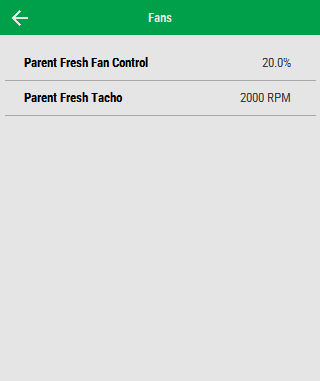 Fans
Parent Fresh Fan Control 20.0%
Parent Fresh Tacho 2000 RPM